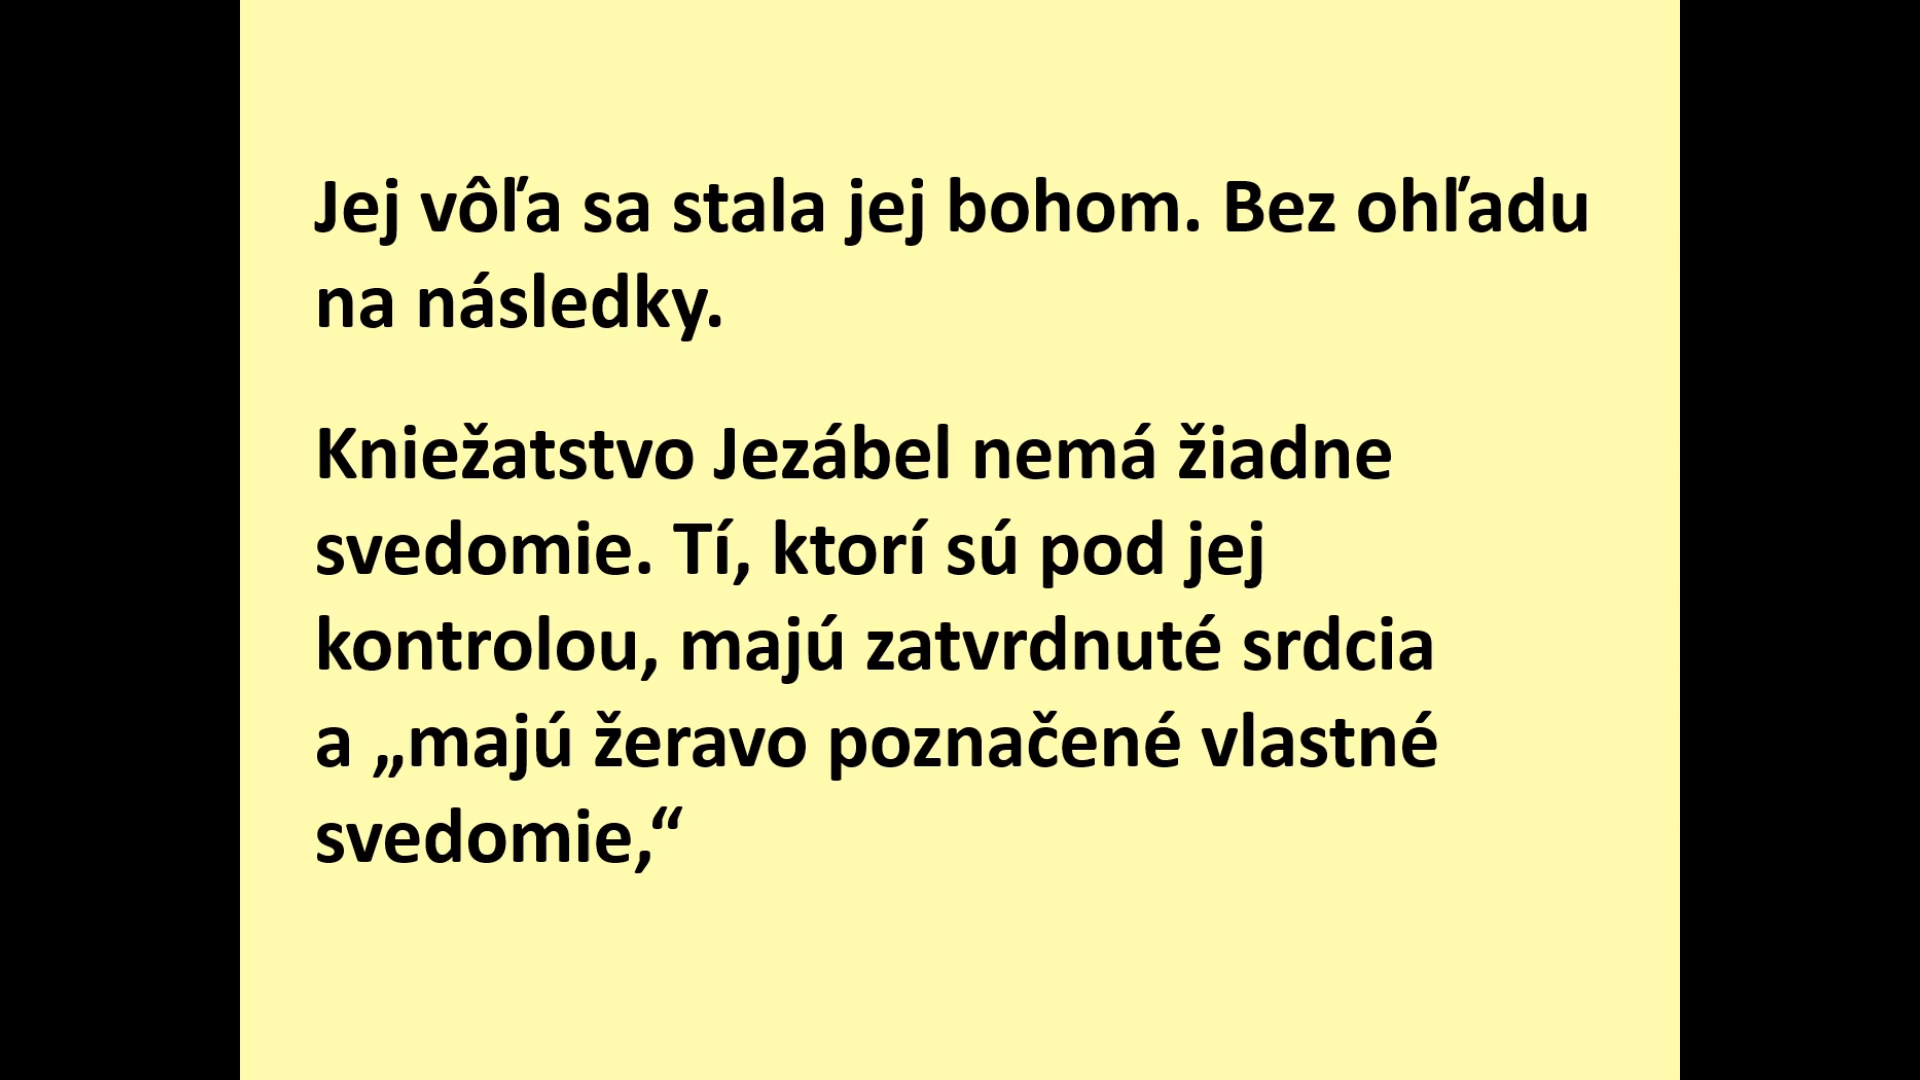 Jej vôľa sa stala jej bohom. Bez ohľadu
na následky.
Kniežatstvo Jezábel nemá žiadne
svedomie. Tí, ktorí sú pod jej
kontrolou, majú zatvrdnuté srdcia
a „majú žeravo poznačené vlastné
svedomie,“